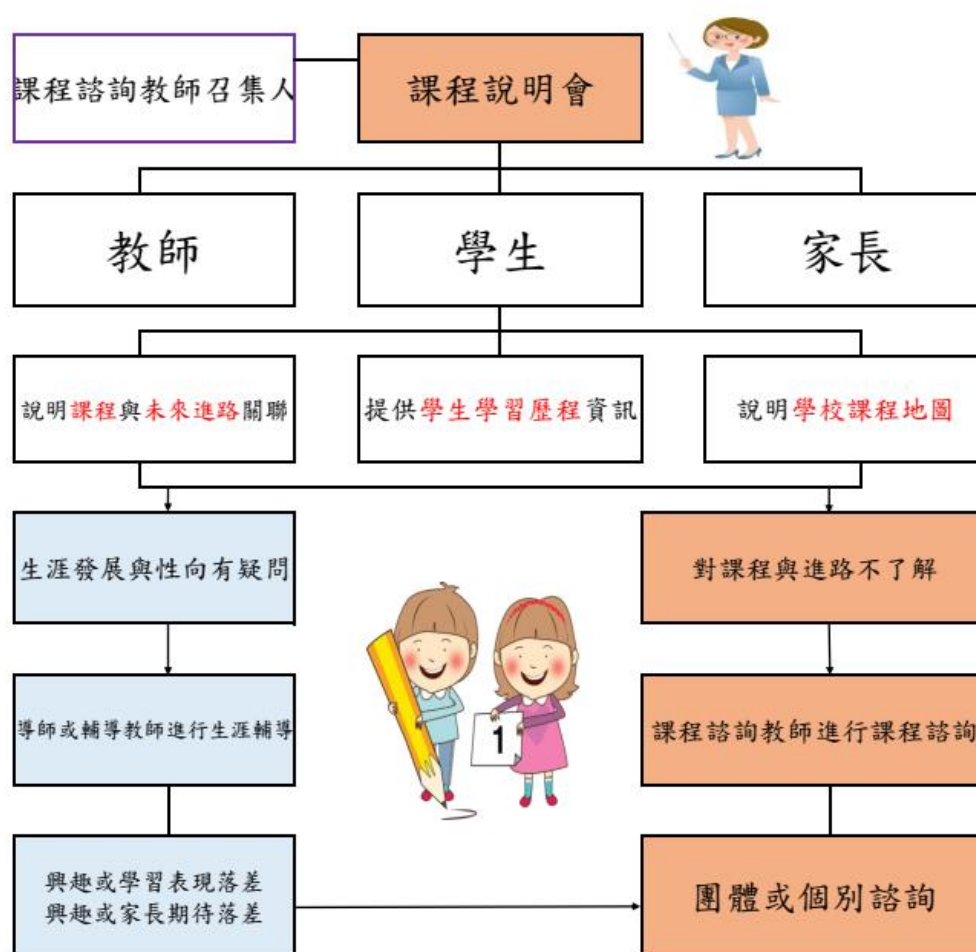 課程諮詢教師召集人
課程說明會
教師
學生
家長
說明課程與未來進路關聯
提供學生學習歷程資訊
說明學校課程地圖
生涯發展與性向有疑問
對課程與進路不了解
導師或輔導教師進行生涯輔導
課程諮詢教師進行課程諮詢
1
興趣或學習表現落差
興趣或家長期待落差
團體或個別諮詢